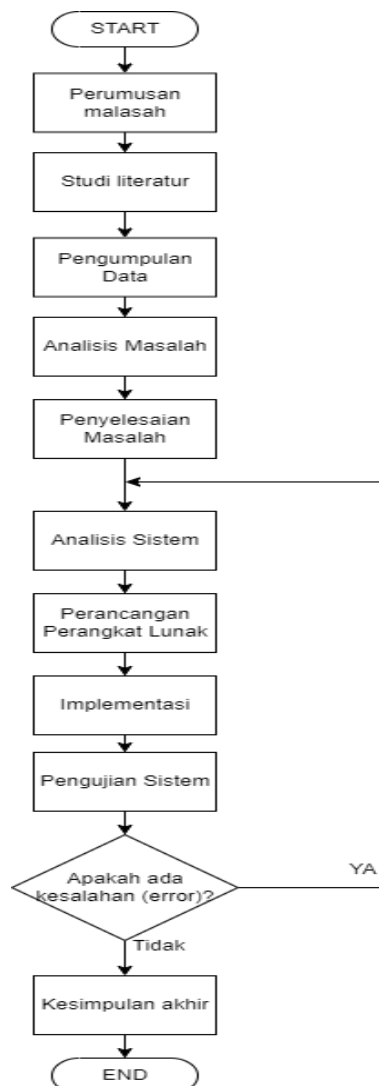 START
Perumusan
malasah
Studi literatur
Pengumpulan
Data
Analisis Masalah
Penyelesaian
Masalah
Analisis Sistem
Perancangan
Perangkat Lunak
Implementasi
Pengujian Sistem
Apakah ada
kesalahan (error)?
YA
Tidak
Kesimpulan akhir
END